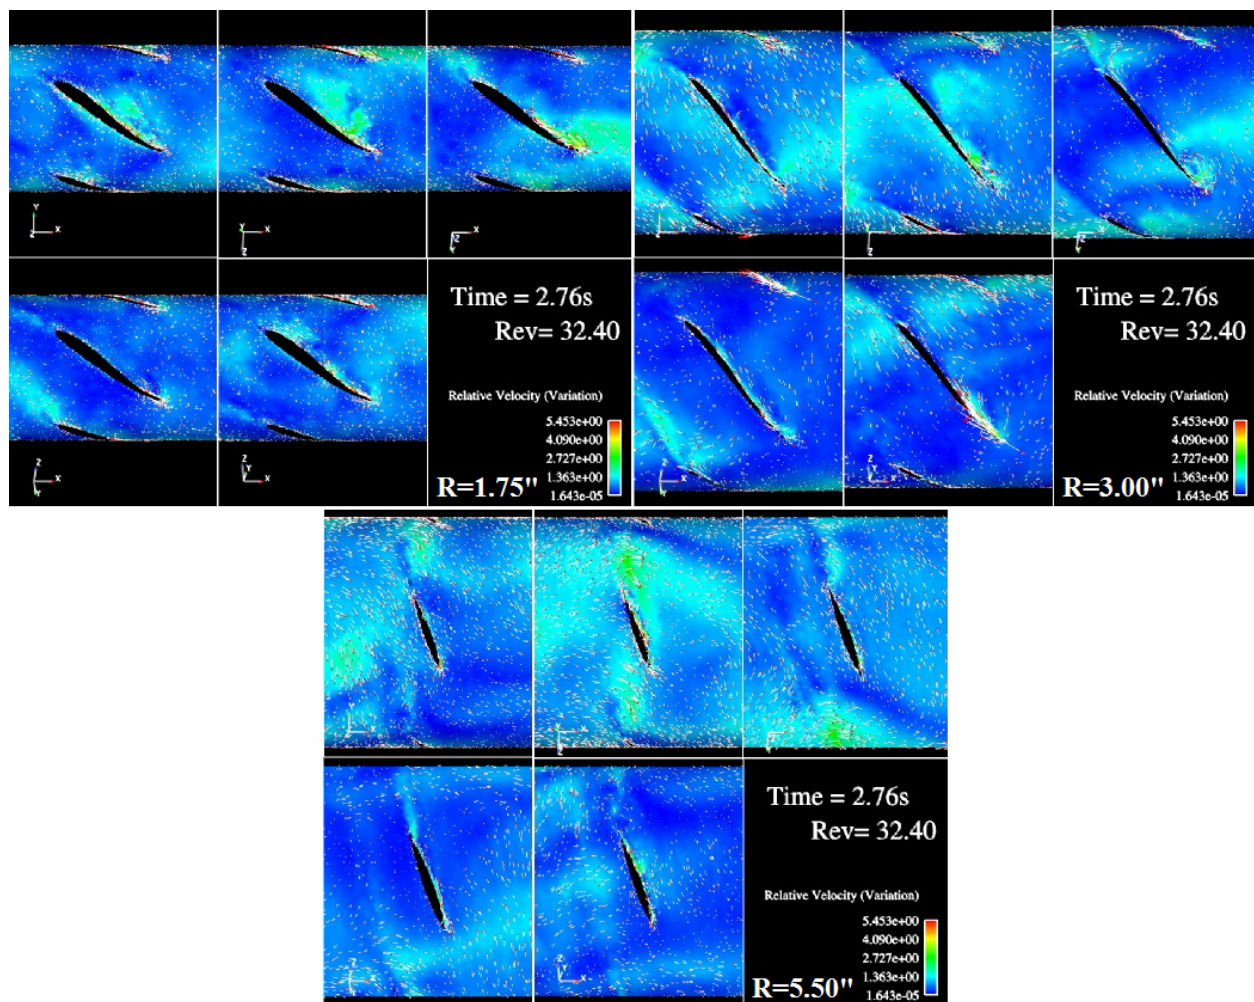 Y
Z X
Y
X
Z
X
Z
Y
Z
X
Y
Z
Y
X
Time = 2.76s
Rev= 32.40
Relative Velocity (Variation)
5.453e+00
4.090e+00
2.727e+00
1.363e+00
1.643e-05
R=1.75"
Time = 2.76s
Rev= 32.40
Relative Velocity (Variation)
5.453e+00
4.090e+00
2.727e+00
1.363e+00
1.643e-05
R=3.00"
Time = 2.76s
Rev= 32.40
Relative Velocity (Variation)
5.453e+00
4.090e+00
2.727e+00
1.363e+00
1.643e-05
R=5.50"